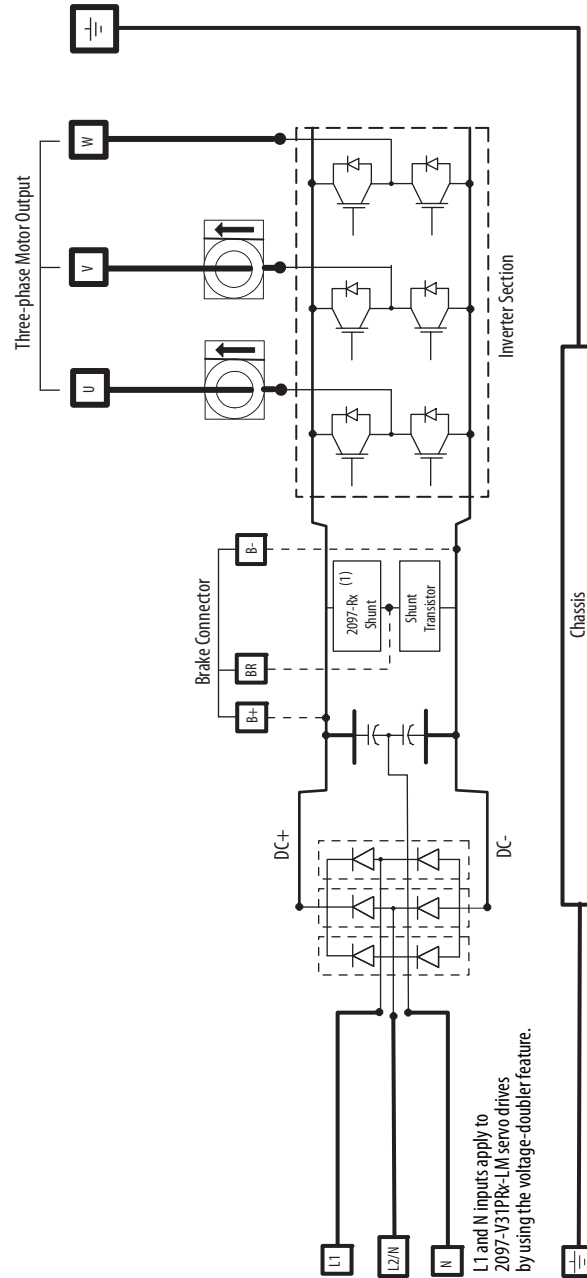 Three-phase Motor Output
U
V
W
Brake Connector
B+
BR
B-
DC+
DC-
2097-Rx (1)
Shunt
Shunt
Transistor
Inverter Section
L1
L2/N
N
L1 and N inputs apply to
2097-V31PRx-LM servo drives
by using the voltage-doubler feature.
Chassis